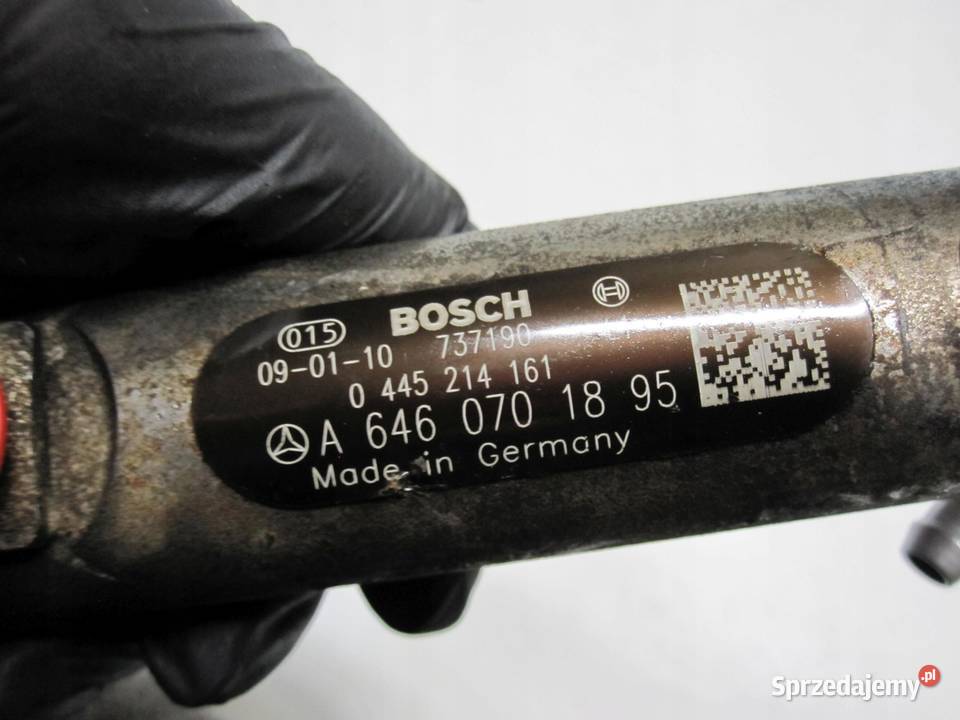 BOSCH
015
09-01-10 737190
0 445 214 161
A 646 070 18 95
Made in Germany
Sprzedajemy.pl